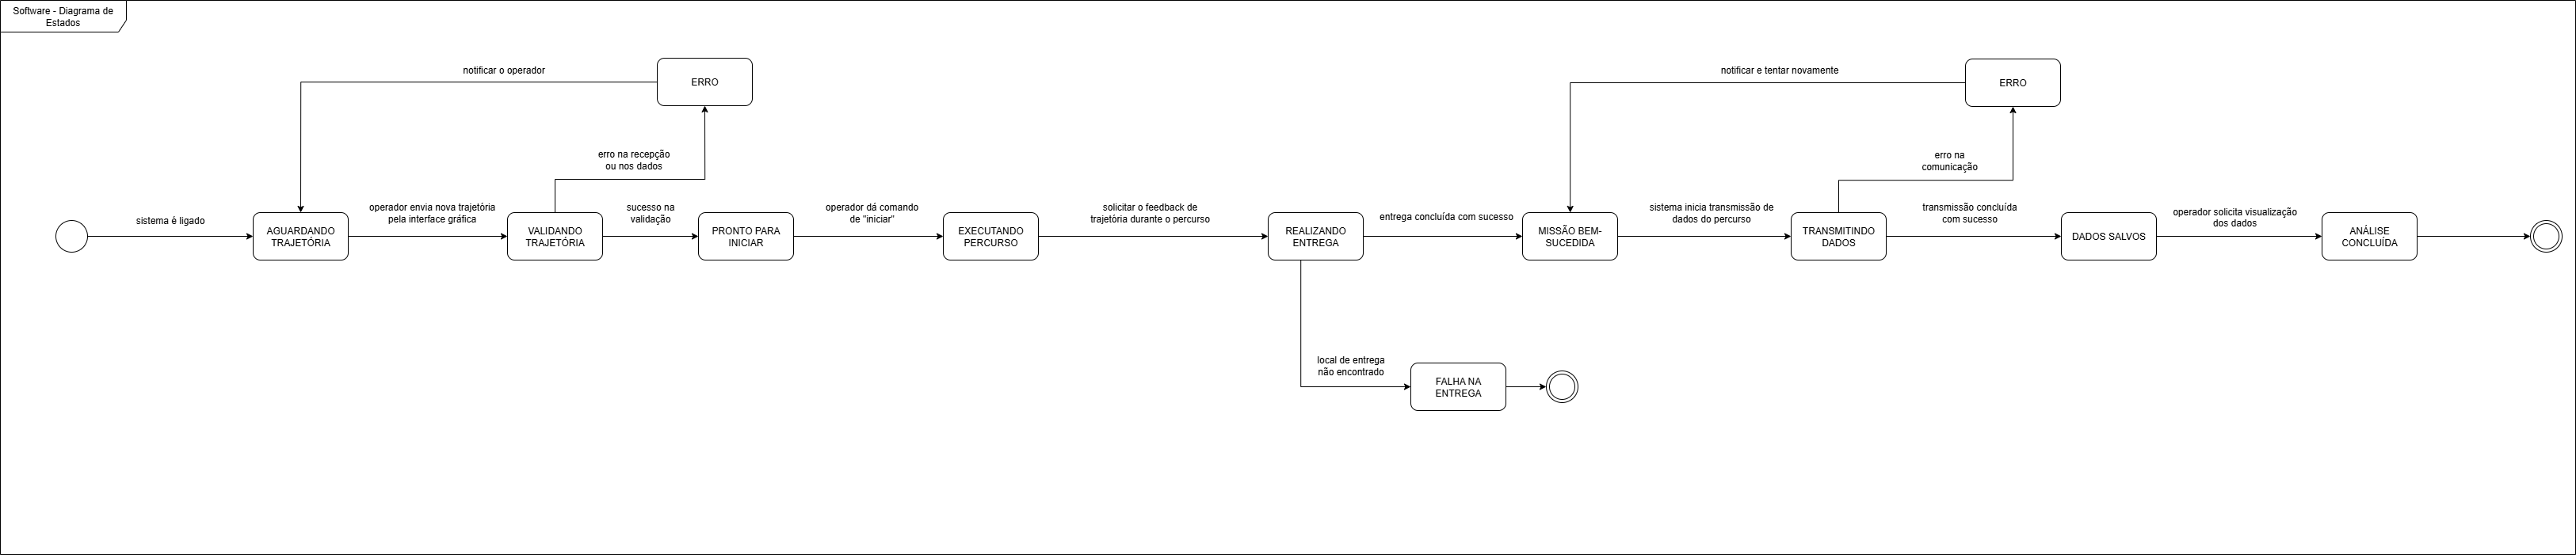 Software - Diagrama de
Estados
notificar o operador
ERRO
notificar e tentar novamente
ERRO
erro na recepção
ou nos dados
erro na
comunicação
sistema é ligado
AGUARDANDO
TRAJETÓRIA
operador envia nova trajetória
pela interface gráfica
VALIDANDO
TRAJETÓRIA
sucesso na
validação
PRONTO PARA
INICIAR
operador dá comando
de "iniciar"
EXECUTANDO
PERCURSO
solicitar o feedback de
trajetória durante o percurso
REALIZANDO
ENTREGA
entrega concluída com sucesso
MISSÃO BEM-
SUCEDIDA
sistema inicia transmissão de
dados do percurso
TRANSMITINDO
DADOS
transmissão concluída
com sucesso
DADOS SALVOS
operador solicita visualização
dos dados
ANÁLISE
CONCLUÍDA
local de entrega
não encontrado
FALHA NA
ENTREGA